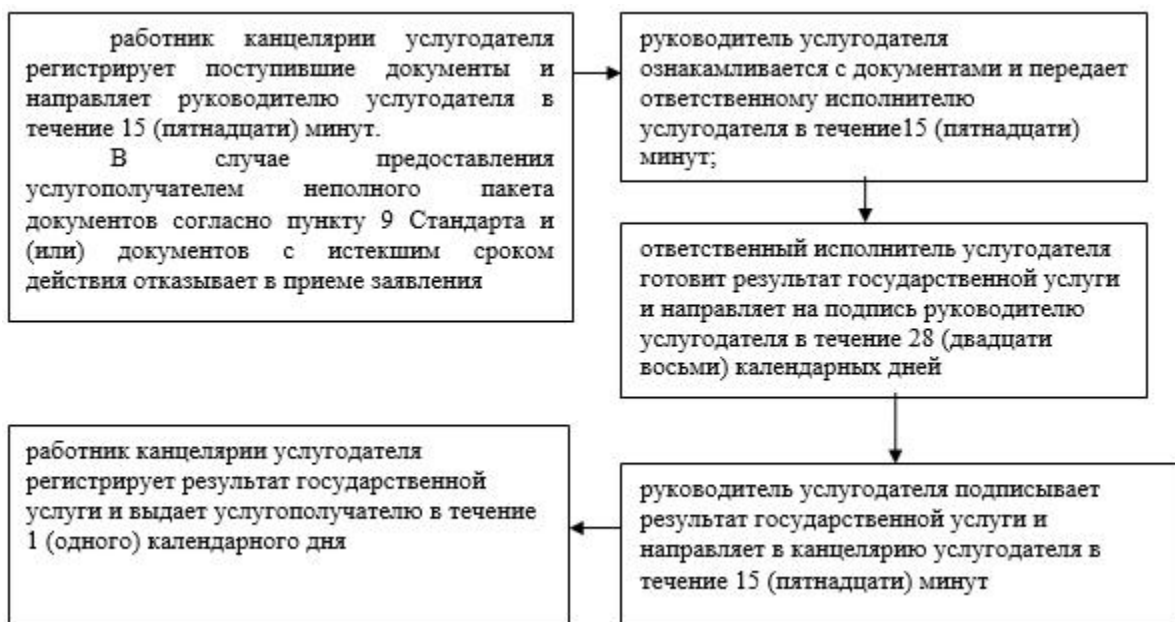 работник канцелярии услугодателя
регистрирует поступившие документы и
направляет руководителю услугодателя в
течение 15 (пятнадцати) минут.
В случае предоставления
услугополучателем неполного пакета
документов согласно пункту 9 Стандарта и
(или) документов с истекшим сроком
действия отказывает в приеме заявления
руководитель услугодателя
ознакамливается с документами и передает
ответственному исполнителю
услугодателя в течение15 (пятнадцати)
минут;
ответственный исполнитель услугодателя
готовит результат государственной услуги
и направляет на подпись руководителю
услугодателя в течение 28 (двадцати
восьми) календарных дней
руководитель услугодателя подписывает
результат государственной услуги и
направляет в канцелярию услугодателя в
течение 15 (пятнадцати) минут
работник канцелярии услугодателя
регистрирует результат государственной
услуги и выдает услугополучателю в течение
1 (одного) календарного дня